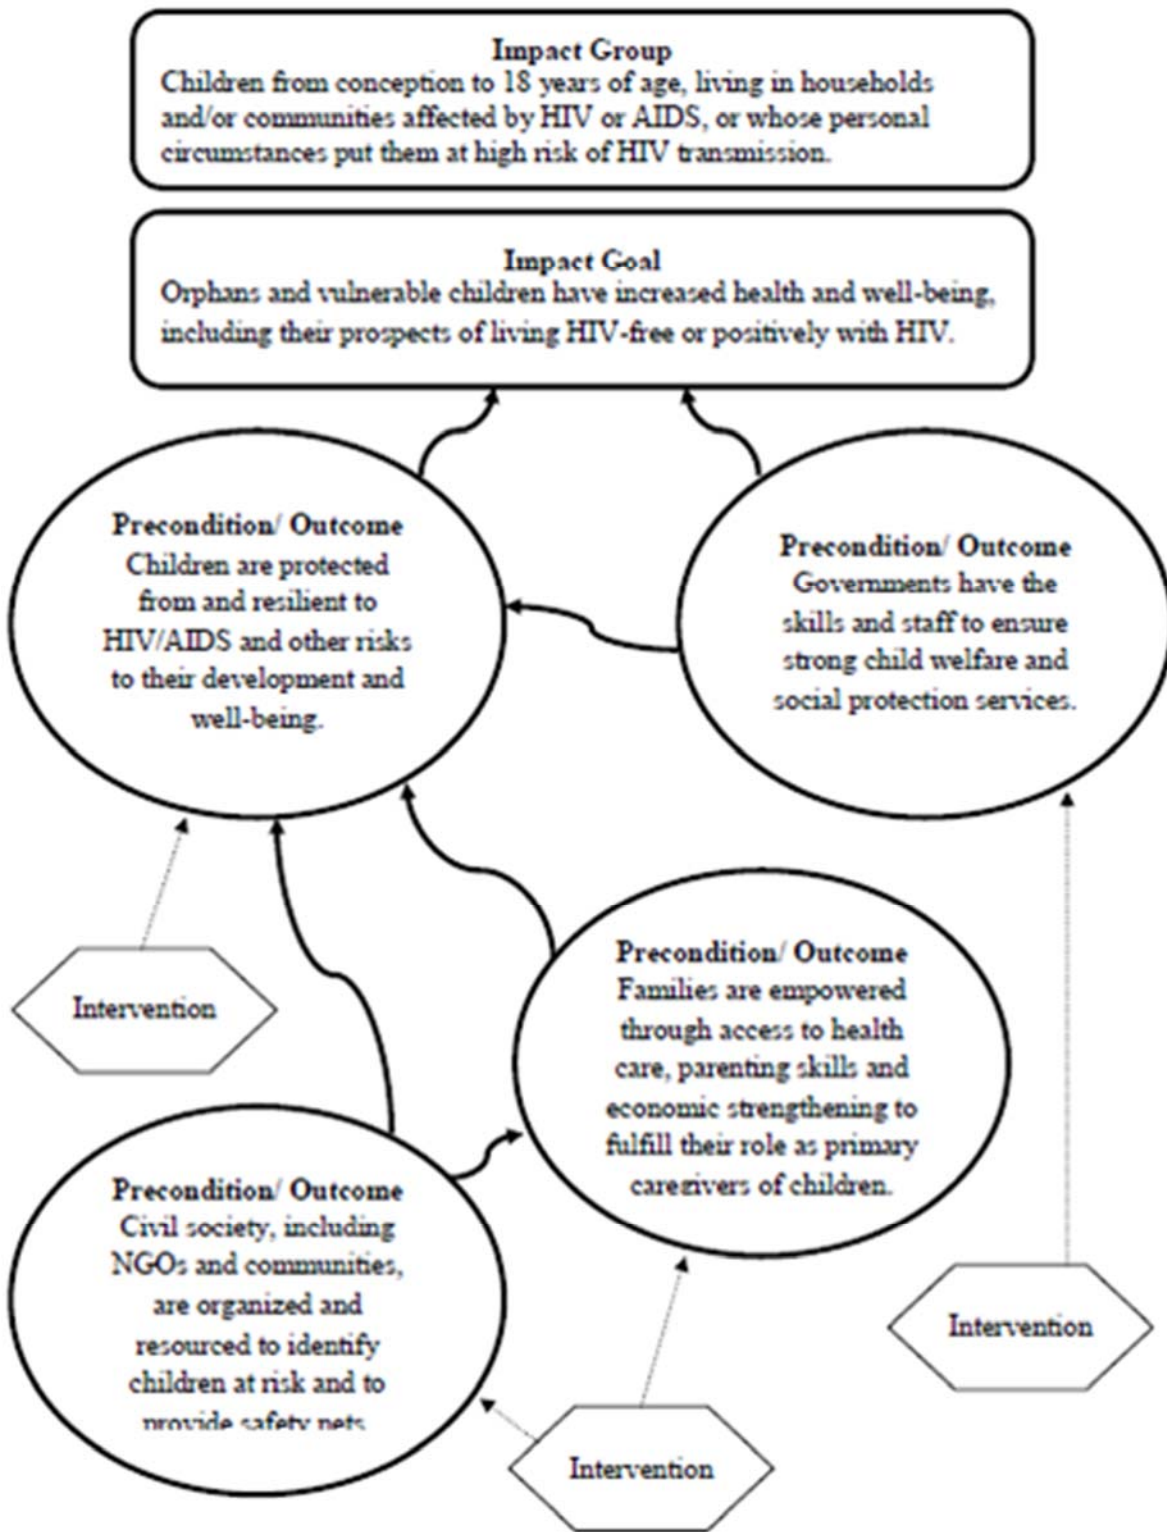 Impact Group
Children from conception to 18 years of age, living in households
and/or communities affected by HIV or AIDS, or whose personal
circumstances put them at high risk of HIV transmission.
Impact Goal
Orphans and vulnerable children have increased health and well-being,
including their prospects of living HIV-free or positively with HIV.
Precondition/ Outcome
Children are protected
from and resilient to
HIV/AIDS and other risks
to their development and
well-being.
Precondition/ Outcome
Governments have the
skills and staff to ensure
strong child welfare and
social protection services.
Intervention
Precondition/ Outcome
Families are empowered
through access to health
care, parenting skills and
economic strengthening to
fulfill their role as primary
caregivers of children.
Precondition/ Outcome
Civil society, including
NGOs and communities,
are organized and
resourced to identify
children at risk and to
provide safety nets
Intervention
Intervention